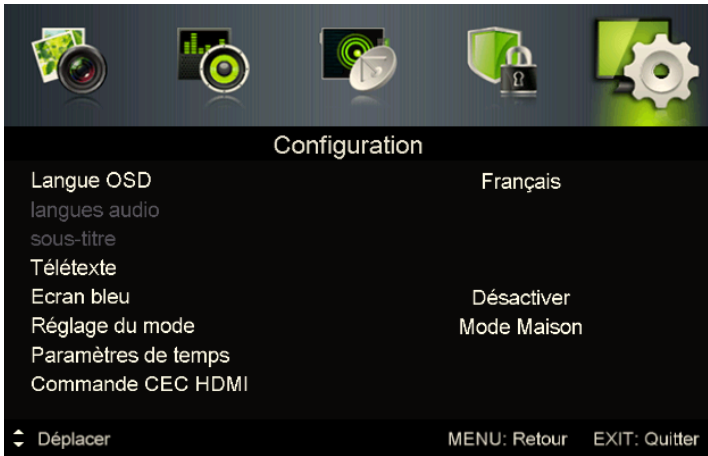 Configuration
Langue OSD Français
langues audio
sous-titre
Télétexte
Ecran bleu Désactiver
Réglage du mode Mode Maison
Paramètres de temps
Commande CEC HDMI
Déplacer MENU: Retour EXIT: Quitter